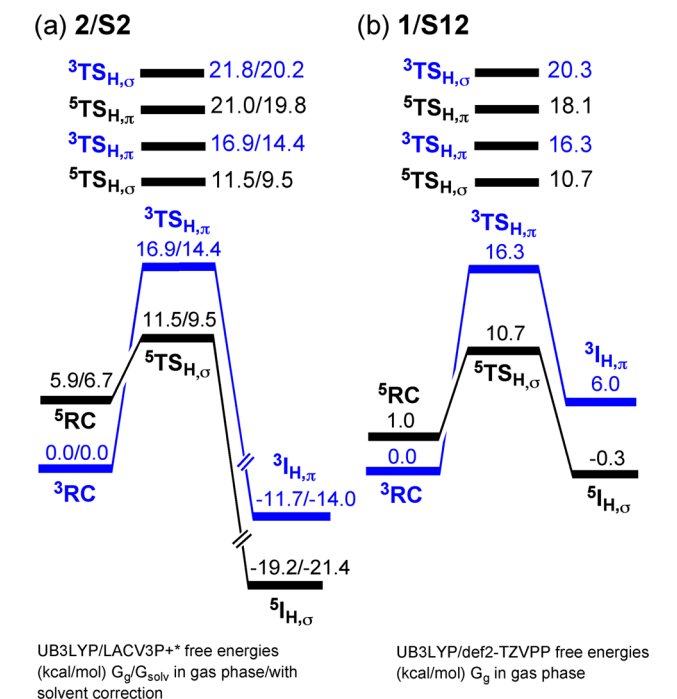 (a) 2/S2
³TS_H,σ 21.8/20.2
⁵TS_H,π 21.0/19.8
³TS_H,π 16.9/14.4
⁵TS_H,σ 11.5/9.5
³TS_H,π
16.9/14.4
11.5/9.5
⁵TS_H,σ
5.9/6.7
⁵RC
0.0/0.0
³RC
³I_H,π
-11.7/-14.0
-19.2/-21.4
⁵I_H,σ
UB3LYP/LACV3P+* free energies
(kcal/mol) G_g/G_solv in gas phase/with
solvent correction
(b) 1/S12
³TS_H,σ 20.3
⁵TS_H,π 18.1
³TS_H,π 16.3
⁵TS_H,σ 10.7
³TS_H,π
16.3
10.7
⁵TS_H,σ
⁵RC
1.0
0.0
³RC
³I_H,π
6.0
-0.3
⁵I_H,σ
UB3LYP/def2-TZVPP free energies
(kcal/mol) G_g in gas phase